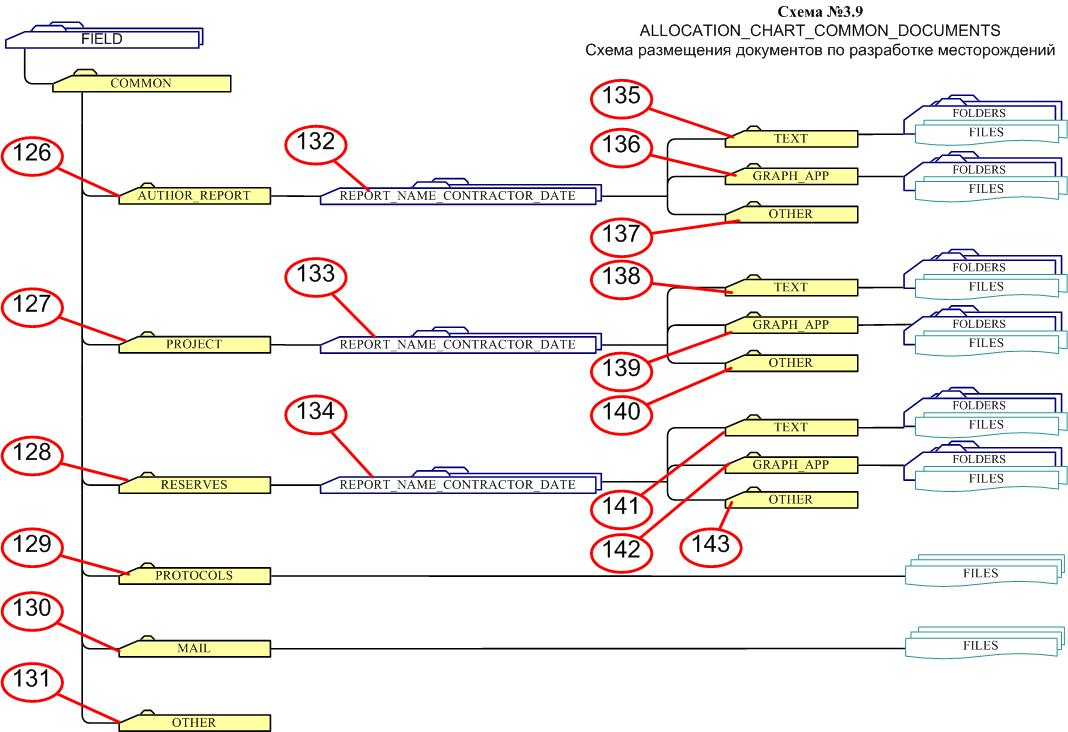 Схема №3.9
ALLOCATION_CHART_COMMON_DOCUMENTS
Схема размещения документов по разработке месторождений
FIELD
COMMON
126
AUTHOR_REPORT
132
REPORT_NAME_CONTRACTOR_DATE
135
TEXT
FOLDERS
FILES
136
GRAPH_APP
FOLDERS
FILES
137
OTHER
127
PROJECT
133
REPORT_NAME_CONTRACTOR_DATE
138
TEXT
FOLDERS
FILES
139
GRAPH_APP
FOLDERS
FILES
140
OTHER
128
RESERVES
134
REPORT_NAME_CONTRACTOR_DATE
141
TEXT
FOLDERS
FILES
142
GRAPH_APP
FOLDERS
FILES
143
OTHER
129
PROTOCOLS
FILES
130
MAIL
FILES
131
OTHER